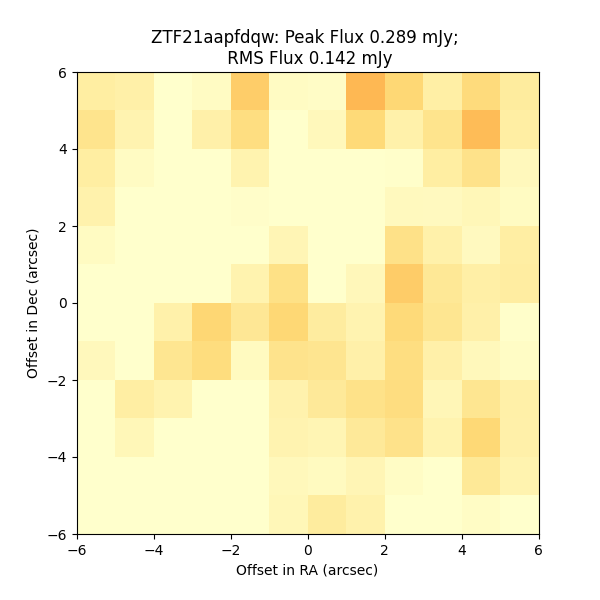 ZTF21aapfdqw: Peak Flux 0.289 mJy;
RMS Flux 0.142 mJy
6
4
2
0
−2
−4
−6
Offset in Dec (arcsec)
−6 −4 −2 0 2 4 6
Offset in RA (arcsec)